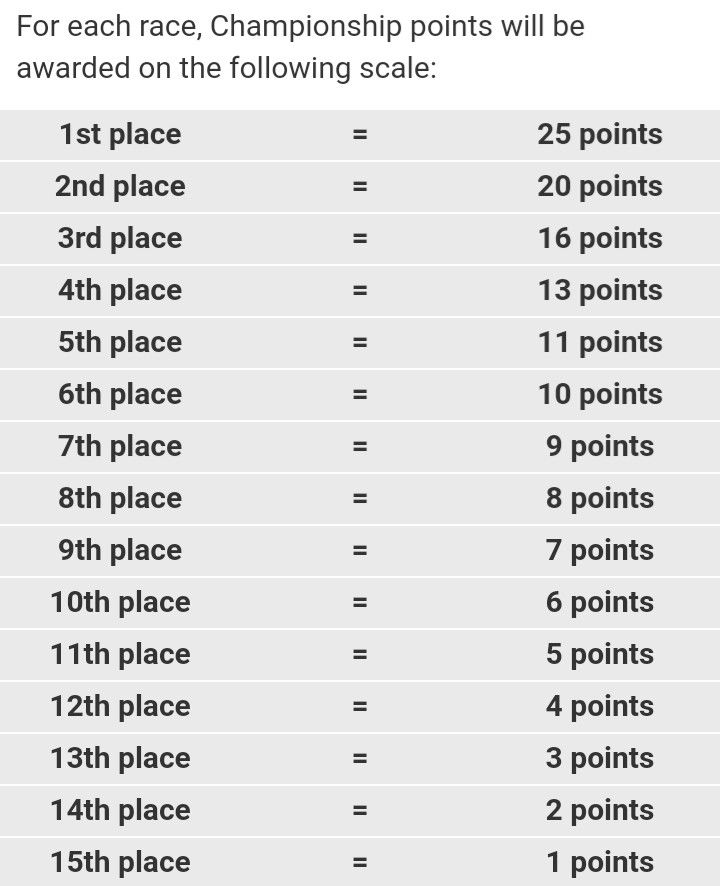 For each race, Championship points will be
awarded on the following scale:
1st place = 25 points
2nd place = 20 points
3rd place = 16 points
4th place = 13 points
5th place = 11 points
6th place = 10 points
7th place = 9 points
8th place = 8 points
9th place = 7 points
10th place = 6 points
11th place = 5 points
12th place = 4 points
13th place = 3 points
14th place = 2 points
15th place = 1 points